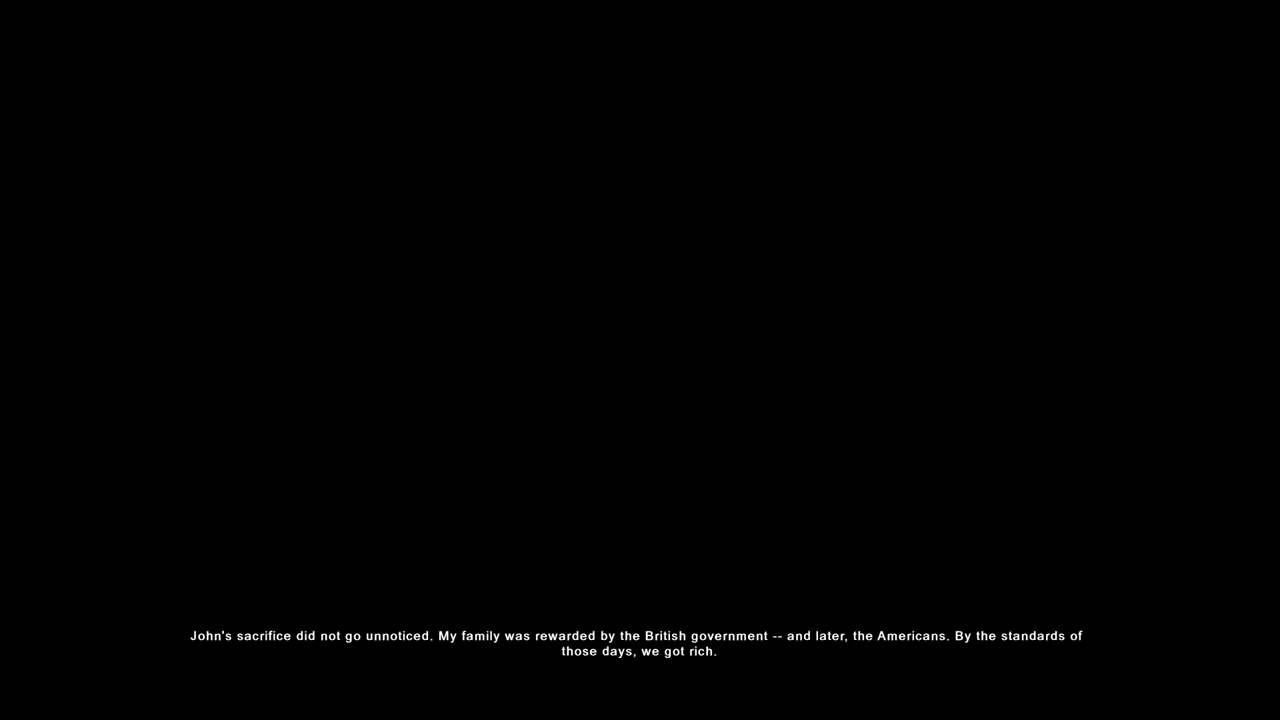 John's sacrifice did not go unnoticed. My family was rewarded by the British government -- and later, the Americans. By the standards of
those days, we got rich.